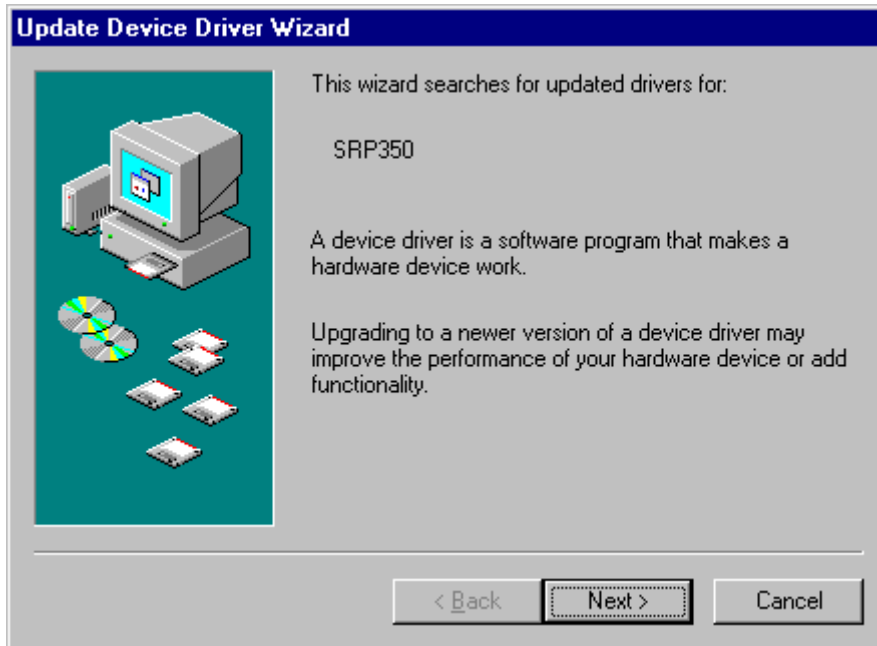 Update Device Driver Wizard
This wizard searches for updated drivers for:
SRP350
A device driver is a software program that makes a
hardware device work.
Upgrading to a newer version of a device driver may
improve the performance of your hardware device or add
functionality.
< Back
Next >
Cancel